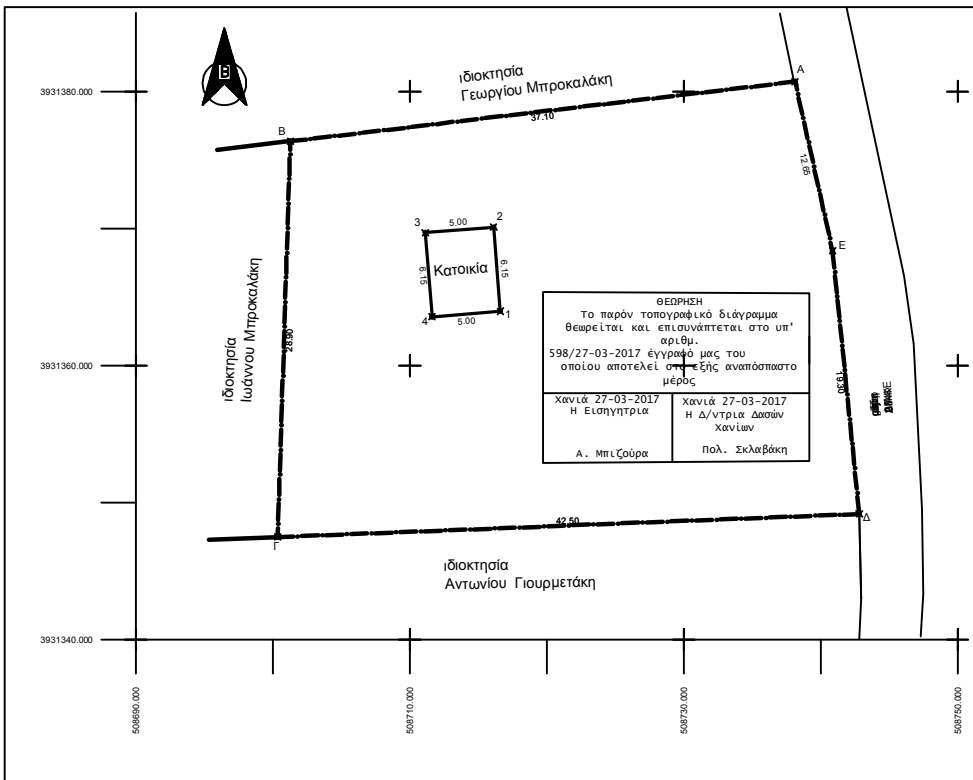 Β
ιδιοκτησία
Γεωργίου Μπροκαλάκη
Α
3931380.000
37.10
Β
12.65
3
5.00
2
Ε
6.15
Κατοικία
6.15
4
5.00
1
ιδιοκτησία
Ιωάννου Μπροκαλάκη
28.90
ΘΕΩΡΗΣΗ
Το παρόν τοπογραφικό διάγραμμα
θεωρείται και επισυνάπτεται στο υπ'
αριθμ.
598/27-03-2017 έγγραφό μας του
οποίου αποτελεί στο εξής αναπόσπαστο
μέρος
Χανιά 27-03-2017
Η Εισηγητρια
Α. Μπιζούρα
Χανιά 27-03-2017
Η Δ/ντρια Δασών
Χανίων
Πολ. Σκλαβάκη
3931360.000
19.30
42.50
Γ
Δ
ιδιοκτησία
Αντωνίου Γιουρμετάκη
3931340.000
508690.000
508710.000
508730.000
508750.000